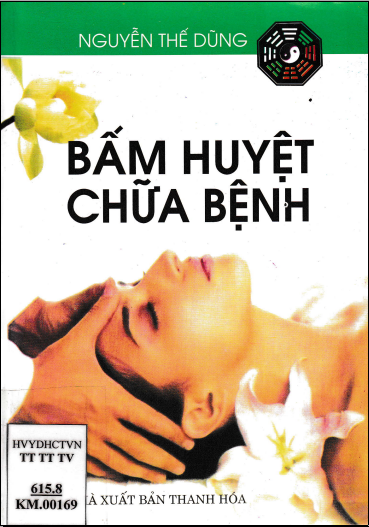 NGUYỄN THẾ DŨNG
BẤM HUYỆT
CHỮA BỆNH
HVYDHCTVN
TT TT TV
615.8
KM.00169
À XUẤT BẢN THANH HÓA